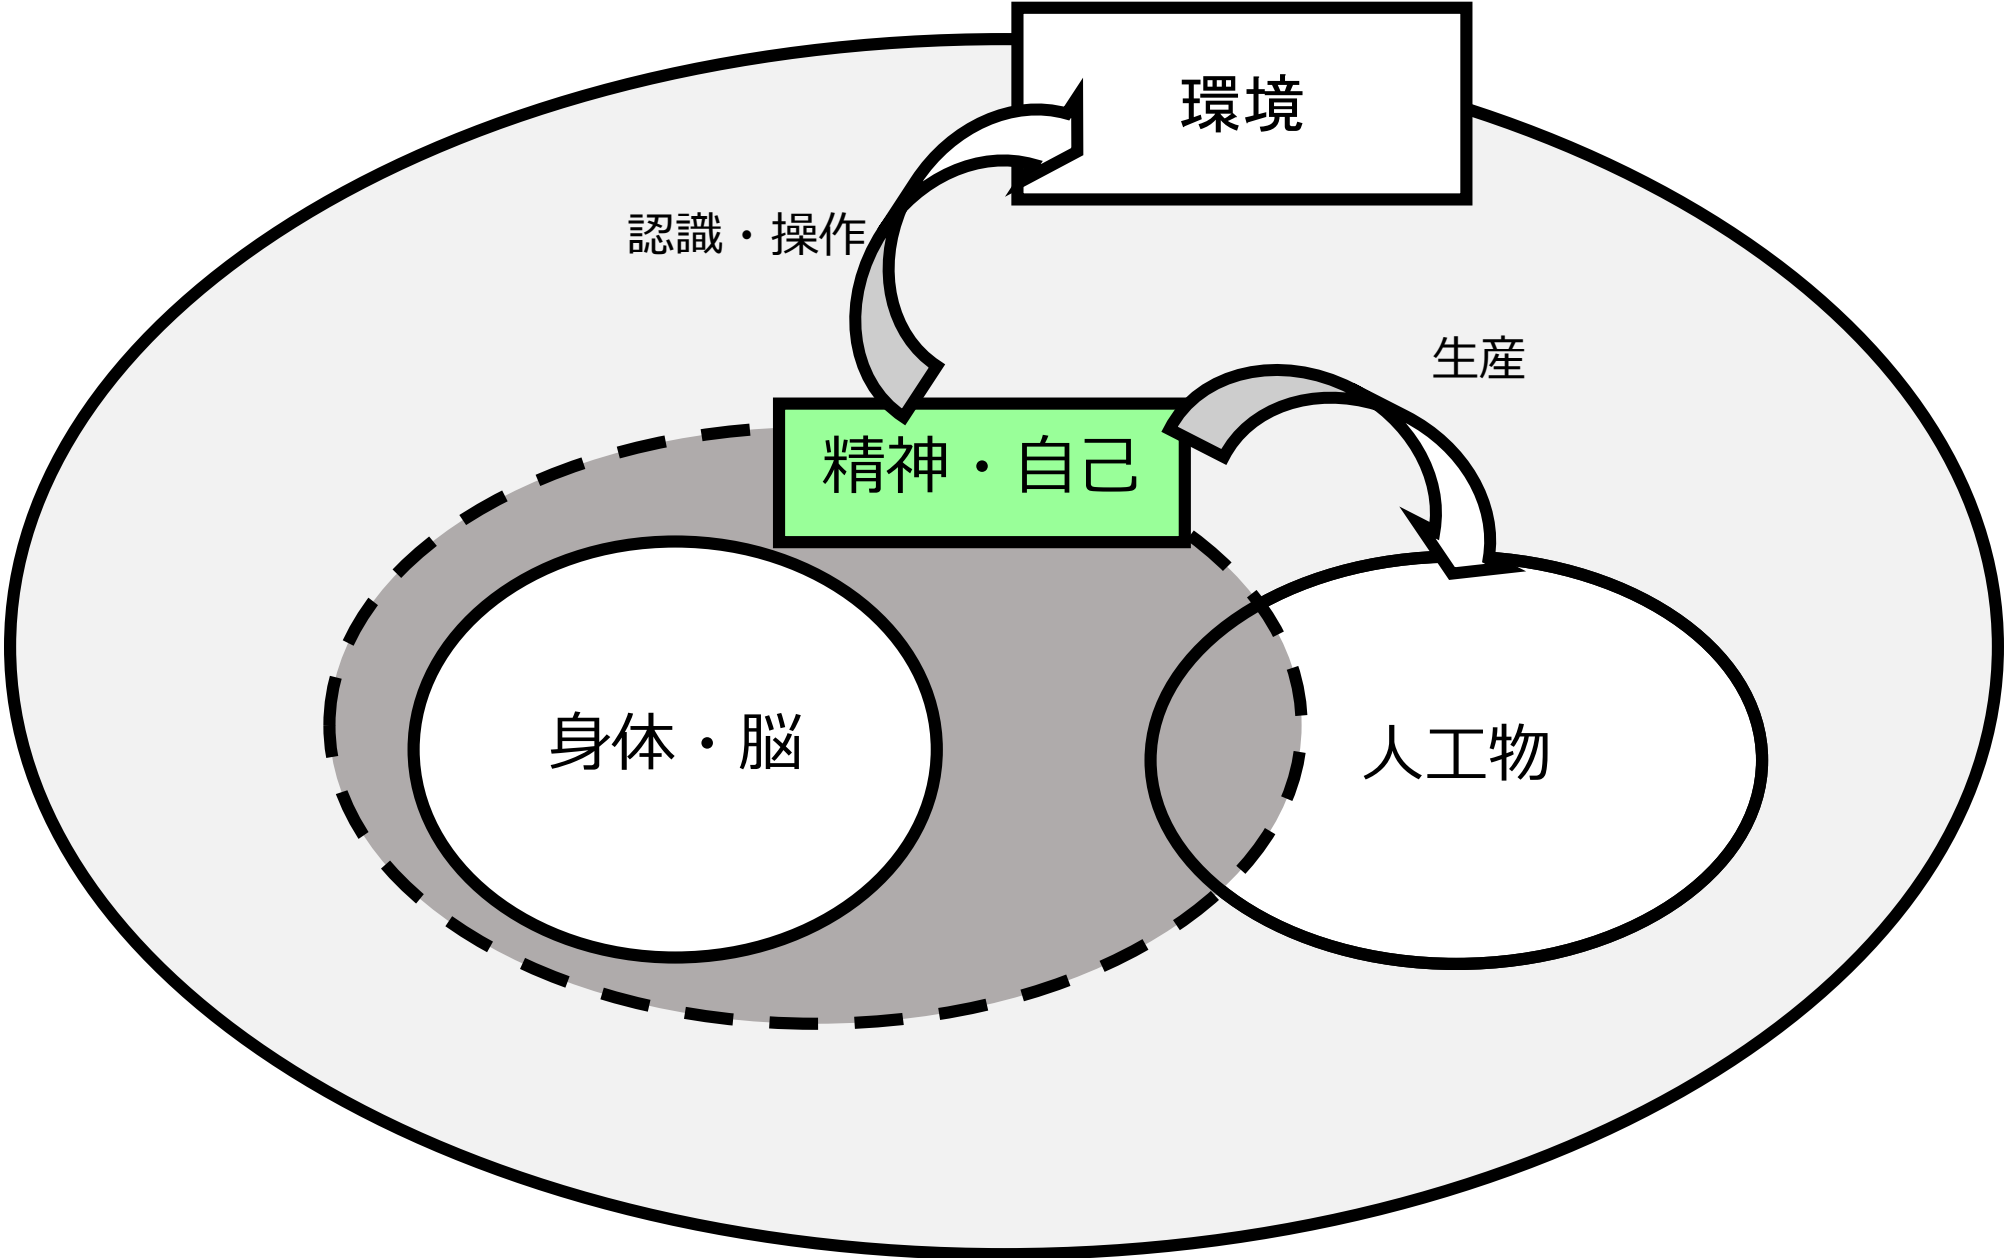 環境
認識・操作
生産
精神・自己
身体・脳
人工物